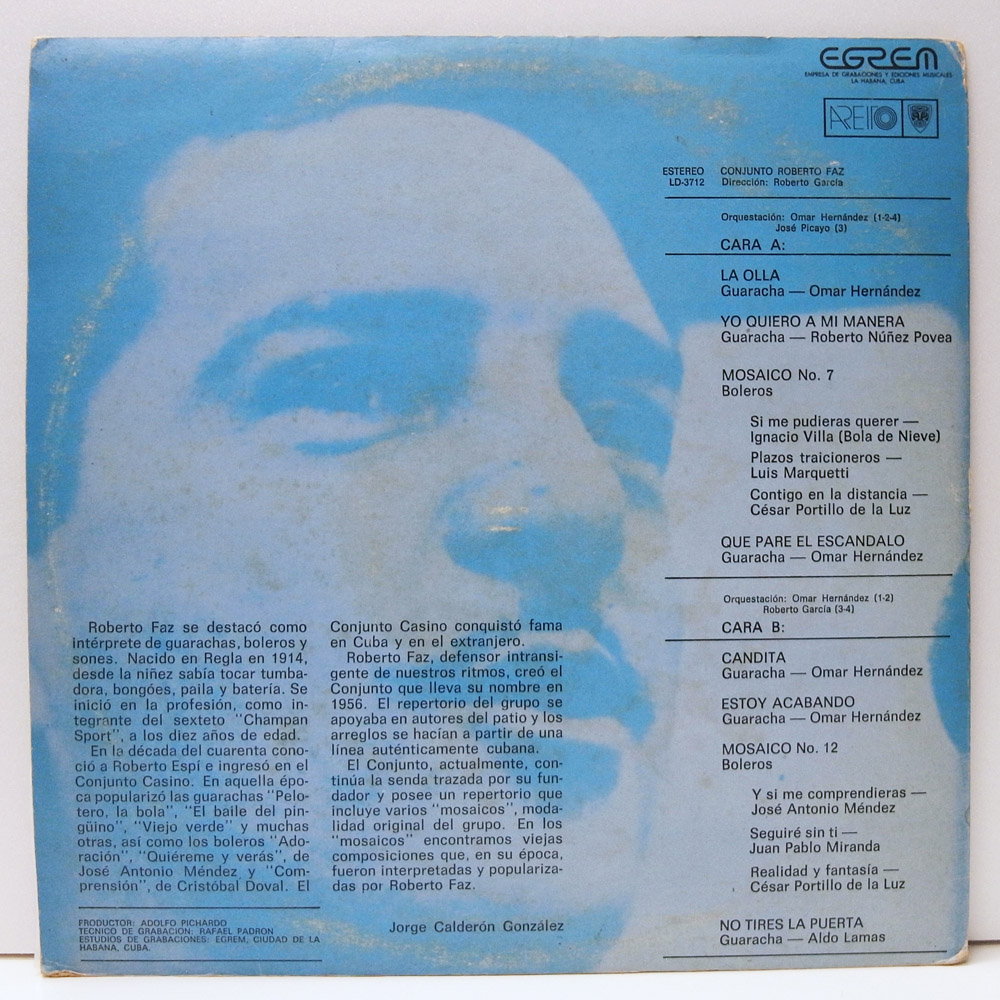 EGREM
EMPRESA DE GRABACIONES Y EDICIONES MUSICALES
LA HABANA, CUBA
AREITO
ESTEREO CONJUNTO ROBERTO FAZ
LD-3712 Dirección: Roberto García
Orquestación: Omar Hernández (1-2-4)
José Picayo (3)
CARA A:
LA OLLA
Guaracha — Omar Hernández
YO QUIERO A MI MANERA
Guaracha — Roberto Núñez Povea
MOSAICO No. 7
Boleros
Si me pudieras querer —
Ignacio Villa (Bola de Nieve)
Plazos traicioneros —
Luis Marquetti
Contigo en la distancia —
César Portillo de la Luz
QUE PARE EL ESCANDALO
Guaracha — Omar Hernández
Orquestación: Omar Hernández (1-2)
Roberto García (3-4)
CARA B:
CANDITA
Guaracha — Omar Hernández
ESTOY ACABANDO
Guaracha — Omar Hernández
MOSAICO No. 12
Boleros
Y si me comprendieras —
José Antonio Méndez
Seguiré sin ti —
Juan Pablo Miranda
Realidad y fantasía —
César Portillo de la Luz
NO TIRES LA PUERTA
Guaracha — Aldo Lamas
Roberto Faz se destacó como
intérprete de guarachas, boleros y
sones. Nacido en Regla en 1914,
desde la niñez sabía tocar tumba-
dora, bongóes, paila y batería. Se
inició en la profesión, como in-
tegrante del sexteto "Champan
Sport", a los diez años de edad.
En la década del cuarenta cono-
ció a Roberto Espí e ingresó en el
Conjunto Casino. En aquella épo-
ca popularizó las guarachas "Pelo-
tero, la bola", "El baile del pin-
güino", "Viejo verde" y muchas
otras, así como los boleros "Ado-
ración", "Quiéreme y verás", de
José Antonio Méndez y "Com-
prensión", de Cristóbal Doval. El
Conjunto Casino conquistó fama
en Cuba y en el extranjero.
Roberto Faz, defensor intransi-
gente de nuestros ritmos, creó el
Conjunto que lleva su nombre en
1956. El repertorio del grupo se
apoyaba en autores del patio y los
arreglos se hacían a partir de una
línea auténticamente cubana.
El Conjunto, actualmente, con-
tinúa la senda trazada por su fun-
dador y posee un repertorio que
incluye varios "mosaicos", moda-
lidad original del grupo. En los
"mosaicos" encontramos viejas
composiciones que, en su época,
fueron interpretadas y populariza-
das por Roberto Faz.
Jorge Calderón González
PRODUCTOR: ADOLFO PICHARDO
TECNICO DE GRABACION: RAFAEL PADRON
ESTUDIOS DE GRABACIONES: EGREM, CIUDAD DE LA
HABANA, CUBA.